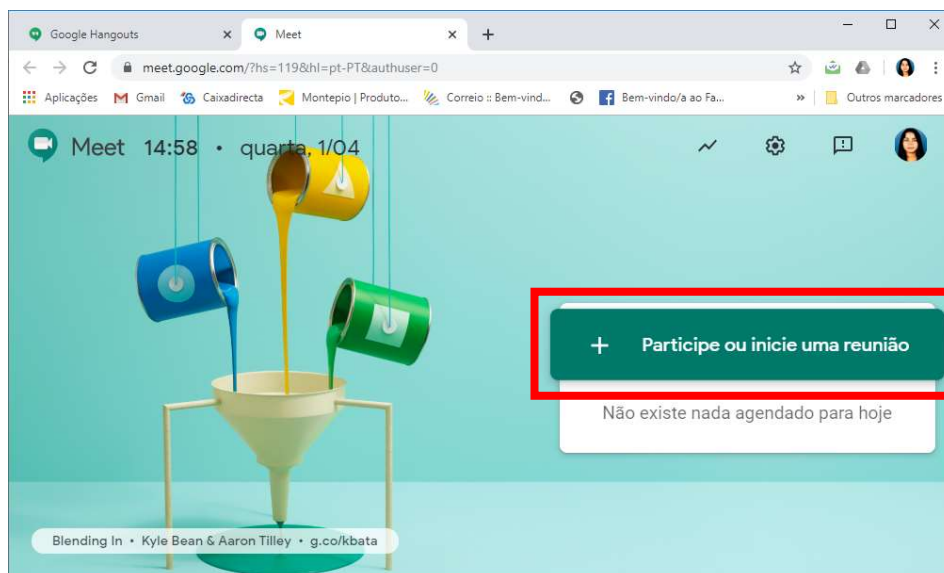 Google Hangouts
Meet
meet.google.com/?hs=119&hl=pt-PT&authuser=0
Aplicações Gmail Caixadirecta Montepio | Produto... Correio :: Bem-vind... Bem-vindo/a ao Fa... » Outros marcadores
Meet 14:58 • quarta, 1/04
+ Participe ou inicie uma reunião
Não existe nada agendado para hoje
Blending In • Kyle Bean & Aaron Tilley • g.co/kbata